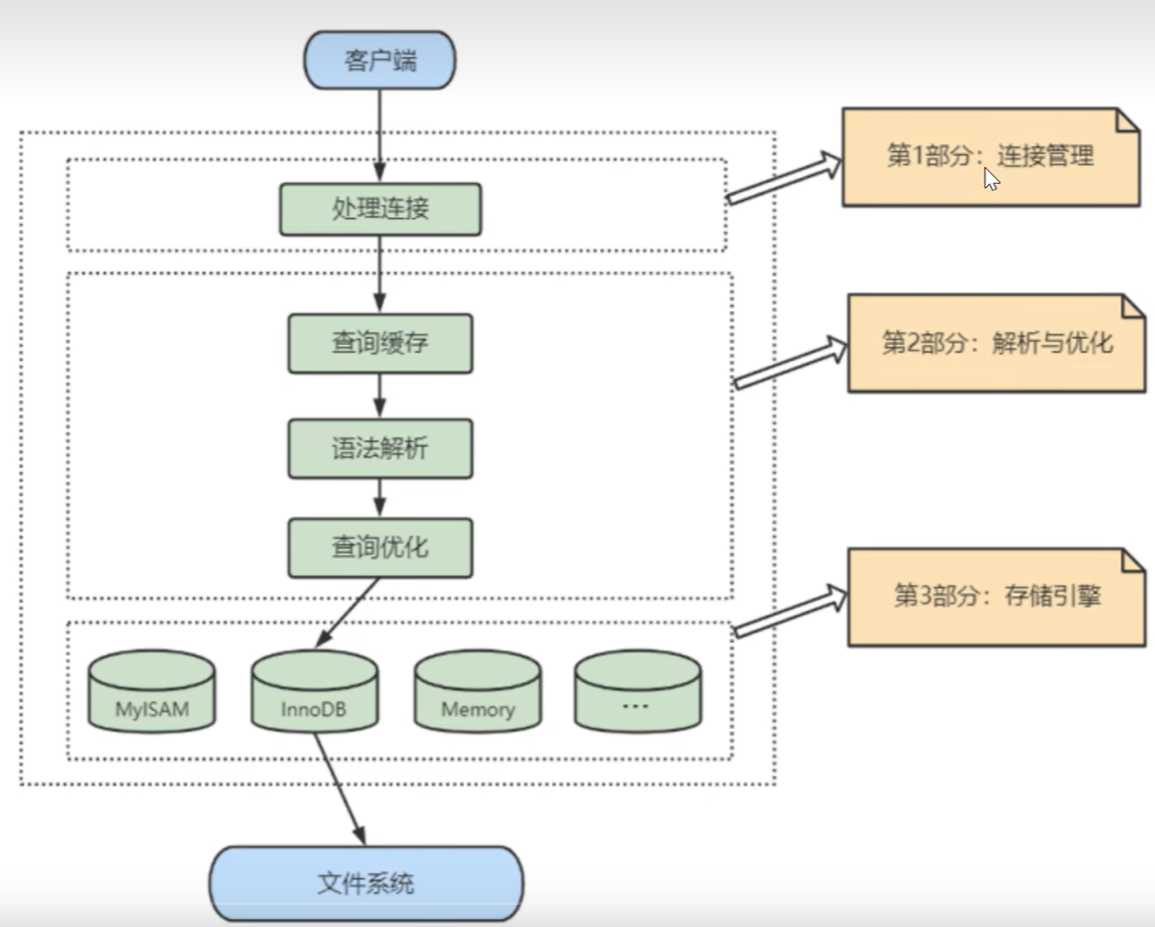 客户端
处理连接
第1部分：连接管理
查询缓存
第2部分：解析与优化
语法解析
查询优化
第3部分：存储引擎
MyISAM
InnoDB
Memory
...
文件系统